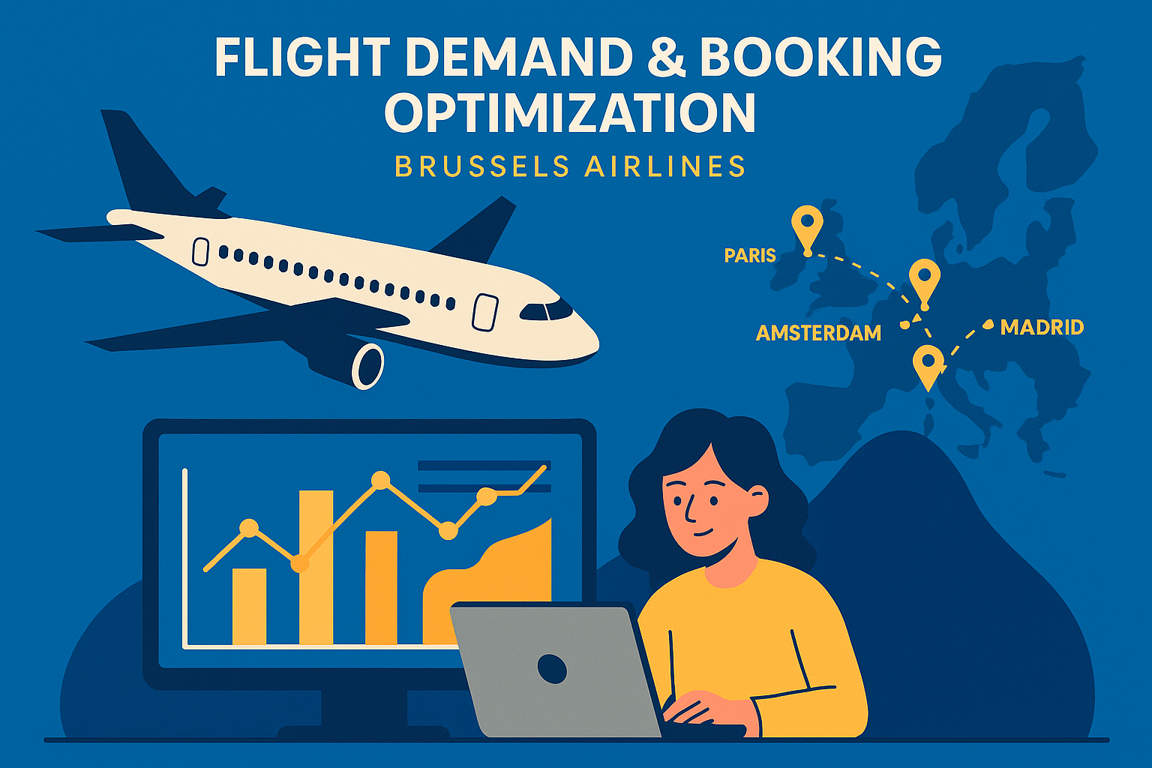 FLIGHT DEMAND & BOOKING
OPTIMIZATION
BRUSSELS AIRLINES
PARIS
AMSTERDAM
MADRID